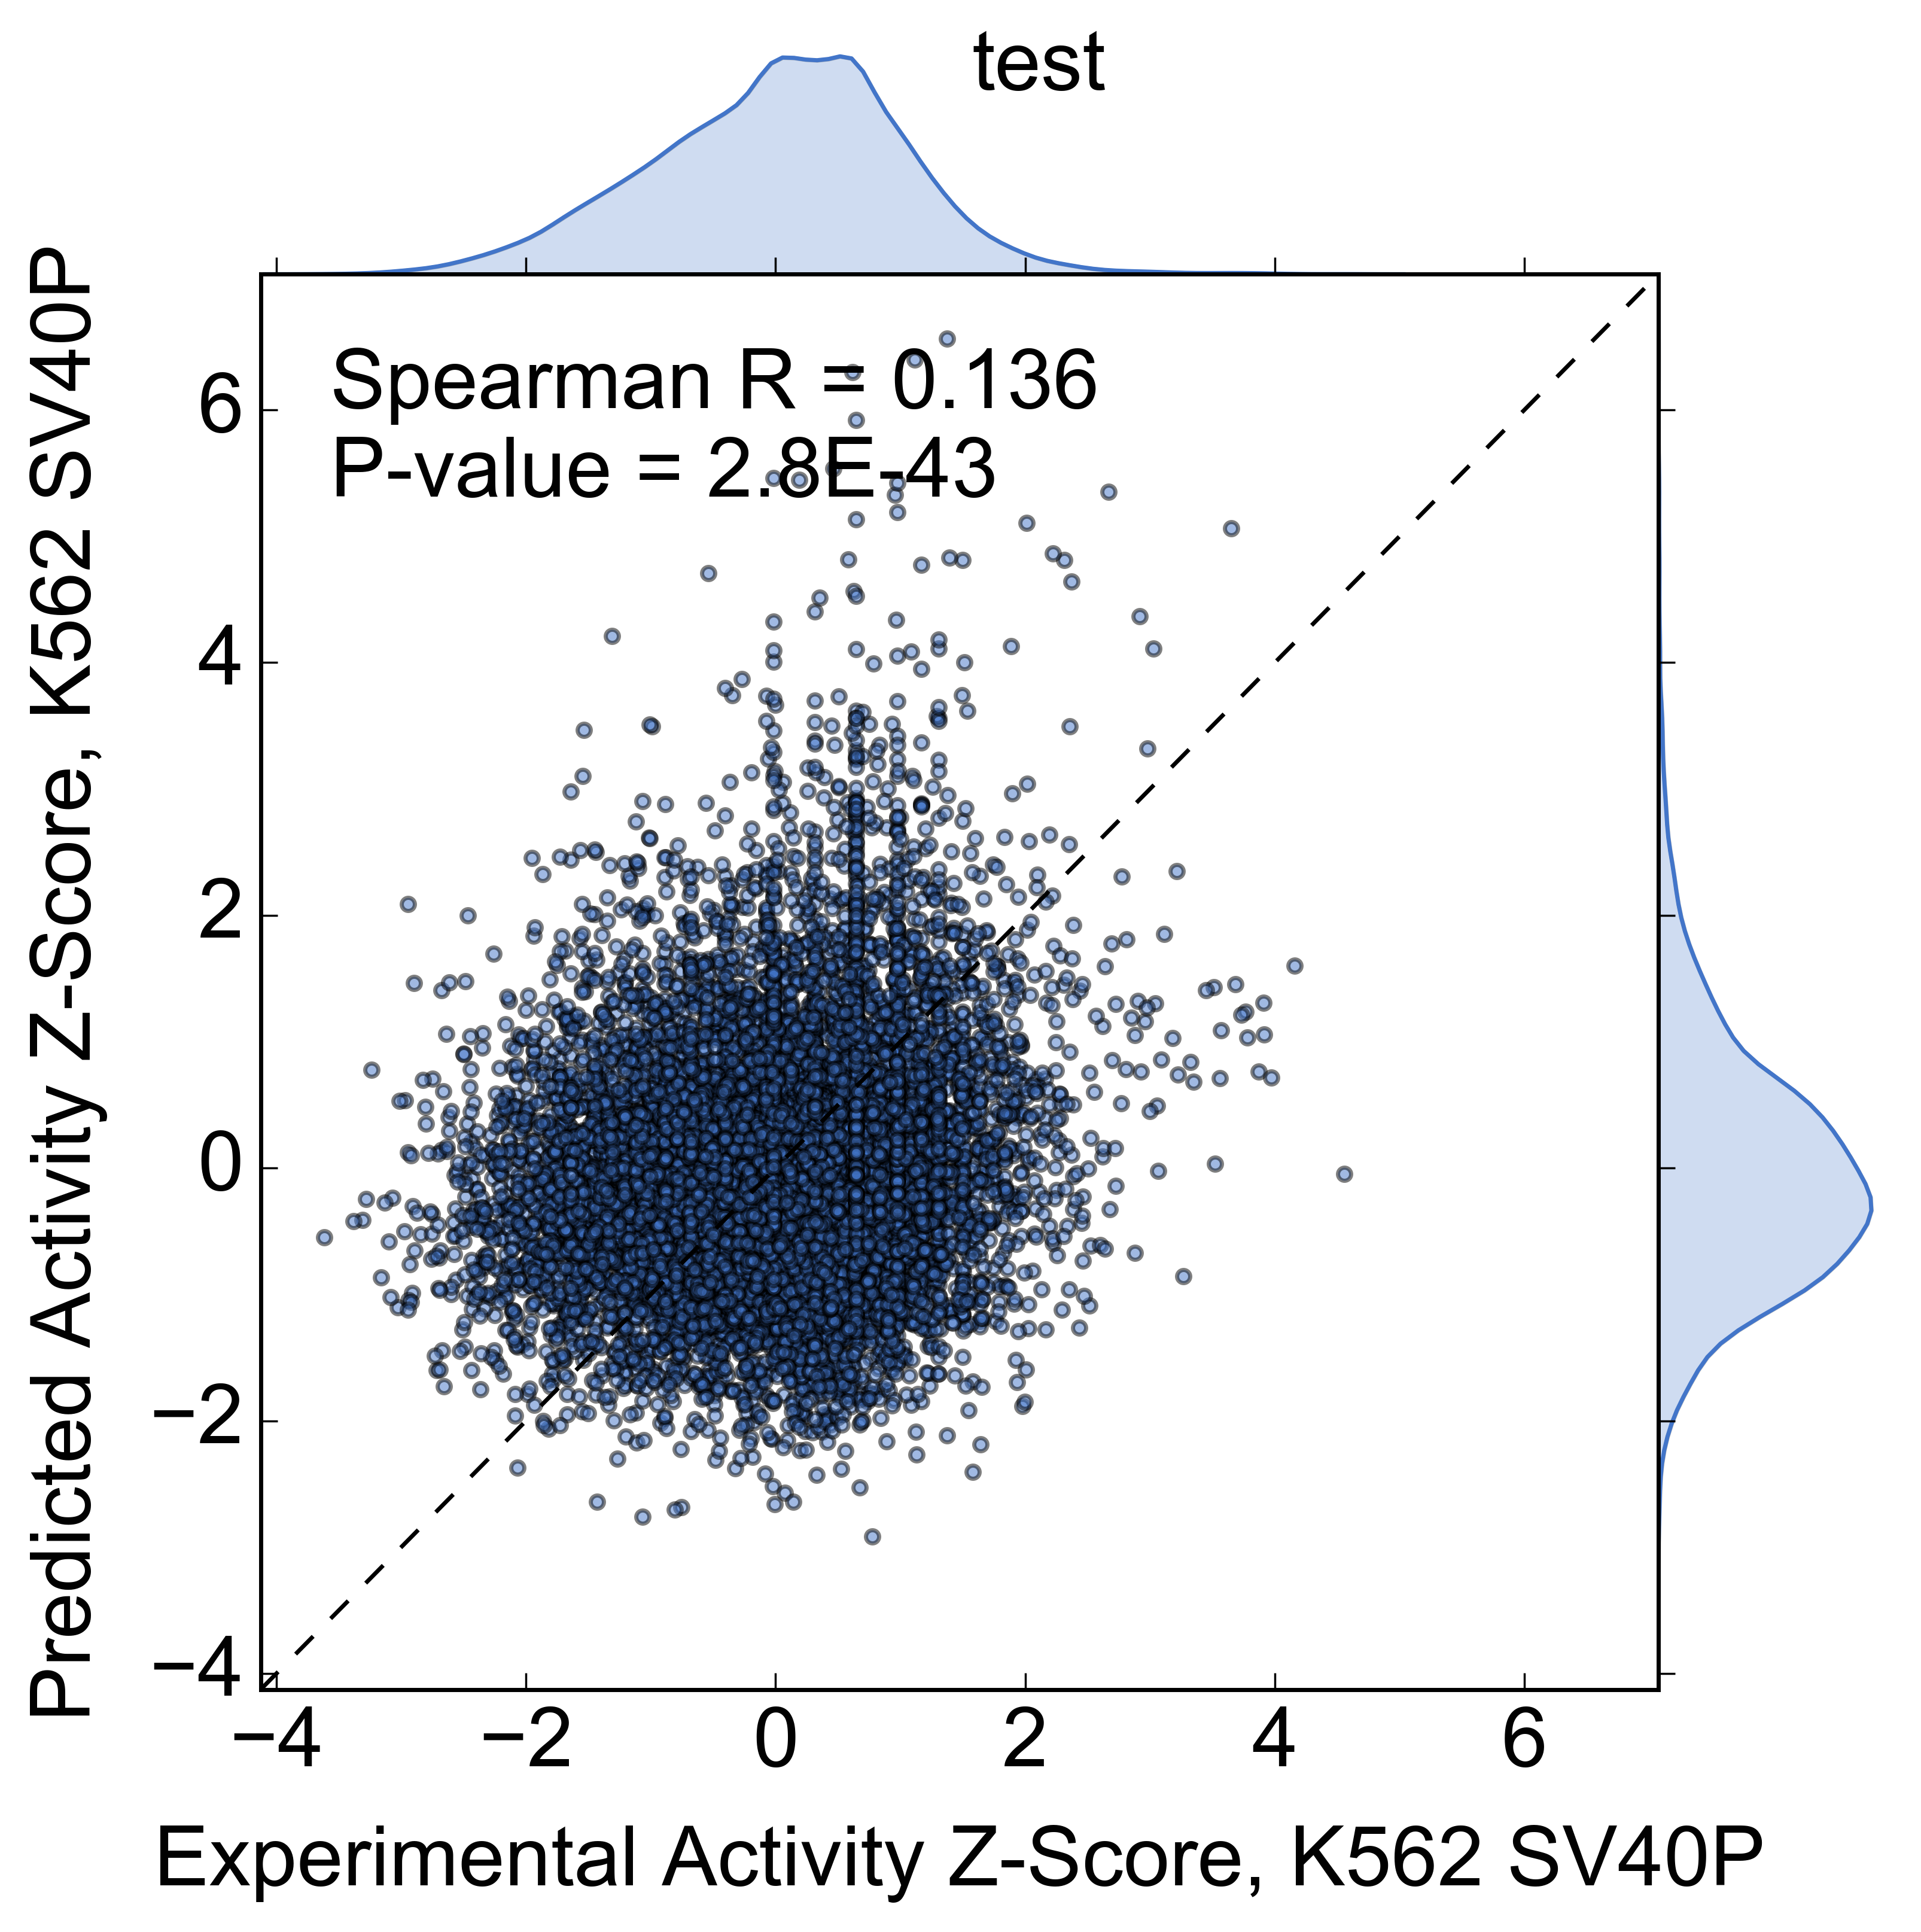 test
Spearman R = 0.136
P-value = 2.8E-43
Predicted Activity Z-Score, K562 SV40P
6
4
2
0
−2
−4
−4 −2 0 2 4 6
Experimental Activity Z-Score, K562 SV40P